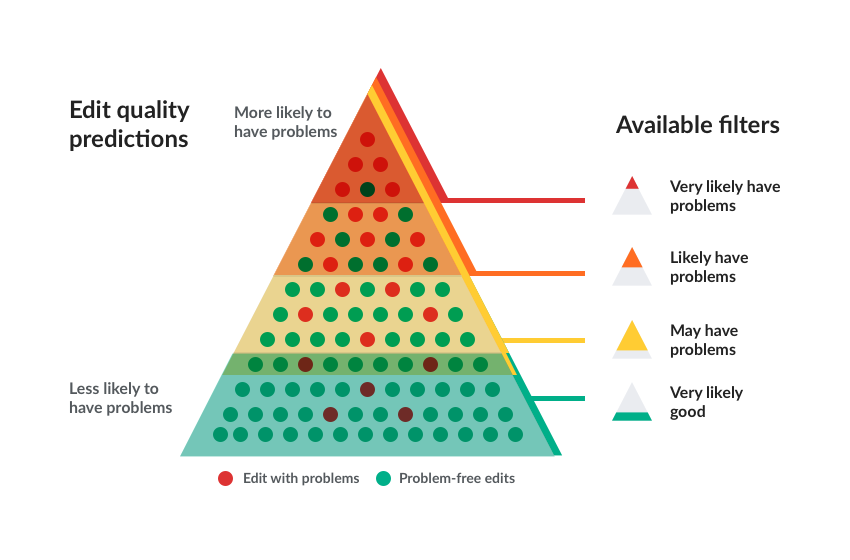 Edit quality
predictions
More likely to
have problems
Less likely to
have problems
Edit with problems
Problem-free edits
Available filters
Very likely have
problems
Likely have
problems
May have
problems
Very likely
good